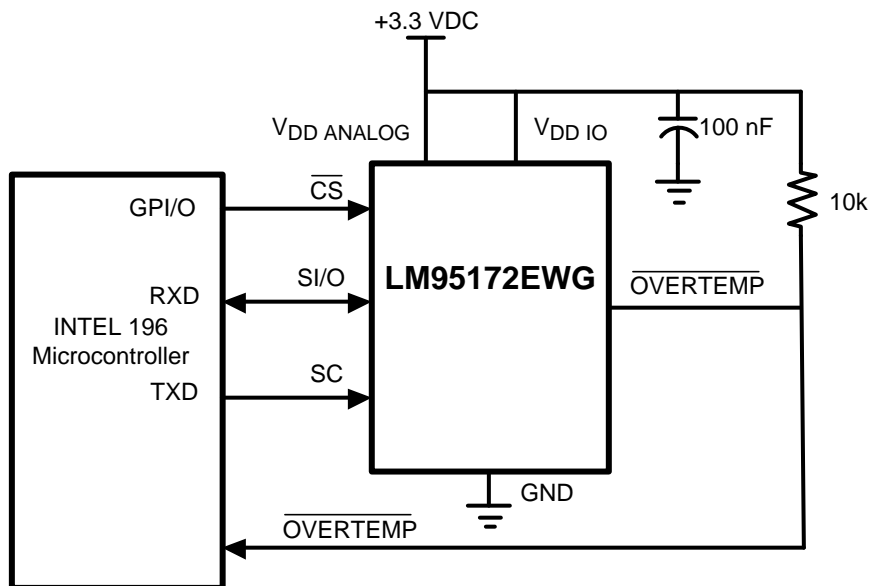 +3.3 VDC
VDD ANALOG
VDD IO
100 nF
10k
GPI/O
CS
RXD
SI/O
LM95172EWG
OVERTEMP
INTEL 196
Microcontroller
TXD
SC
GND
OVERTEMP